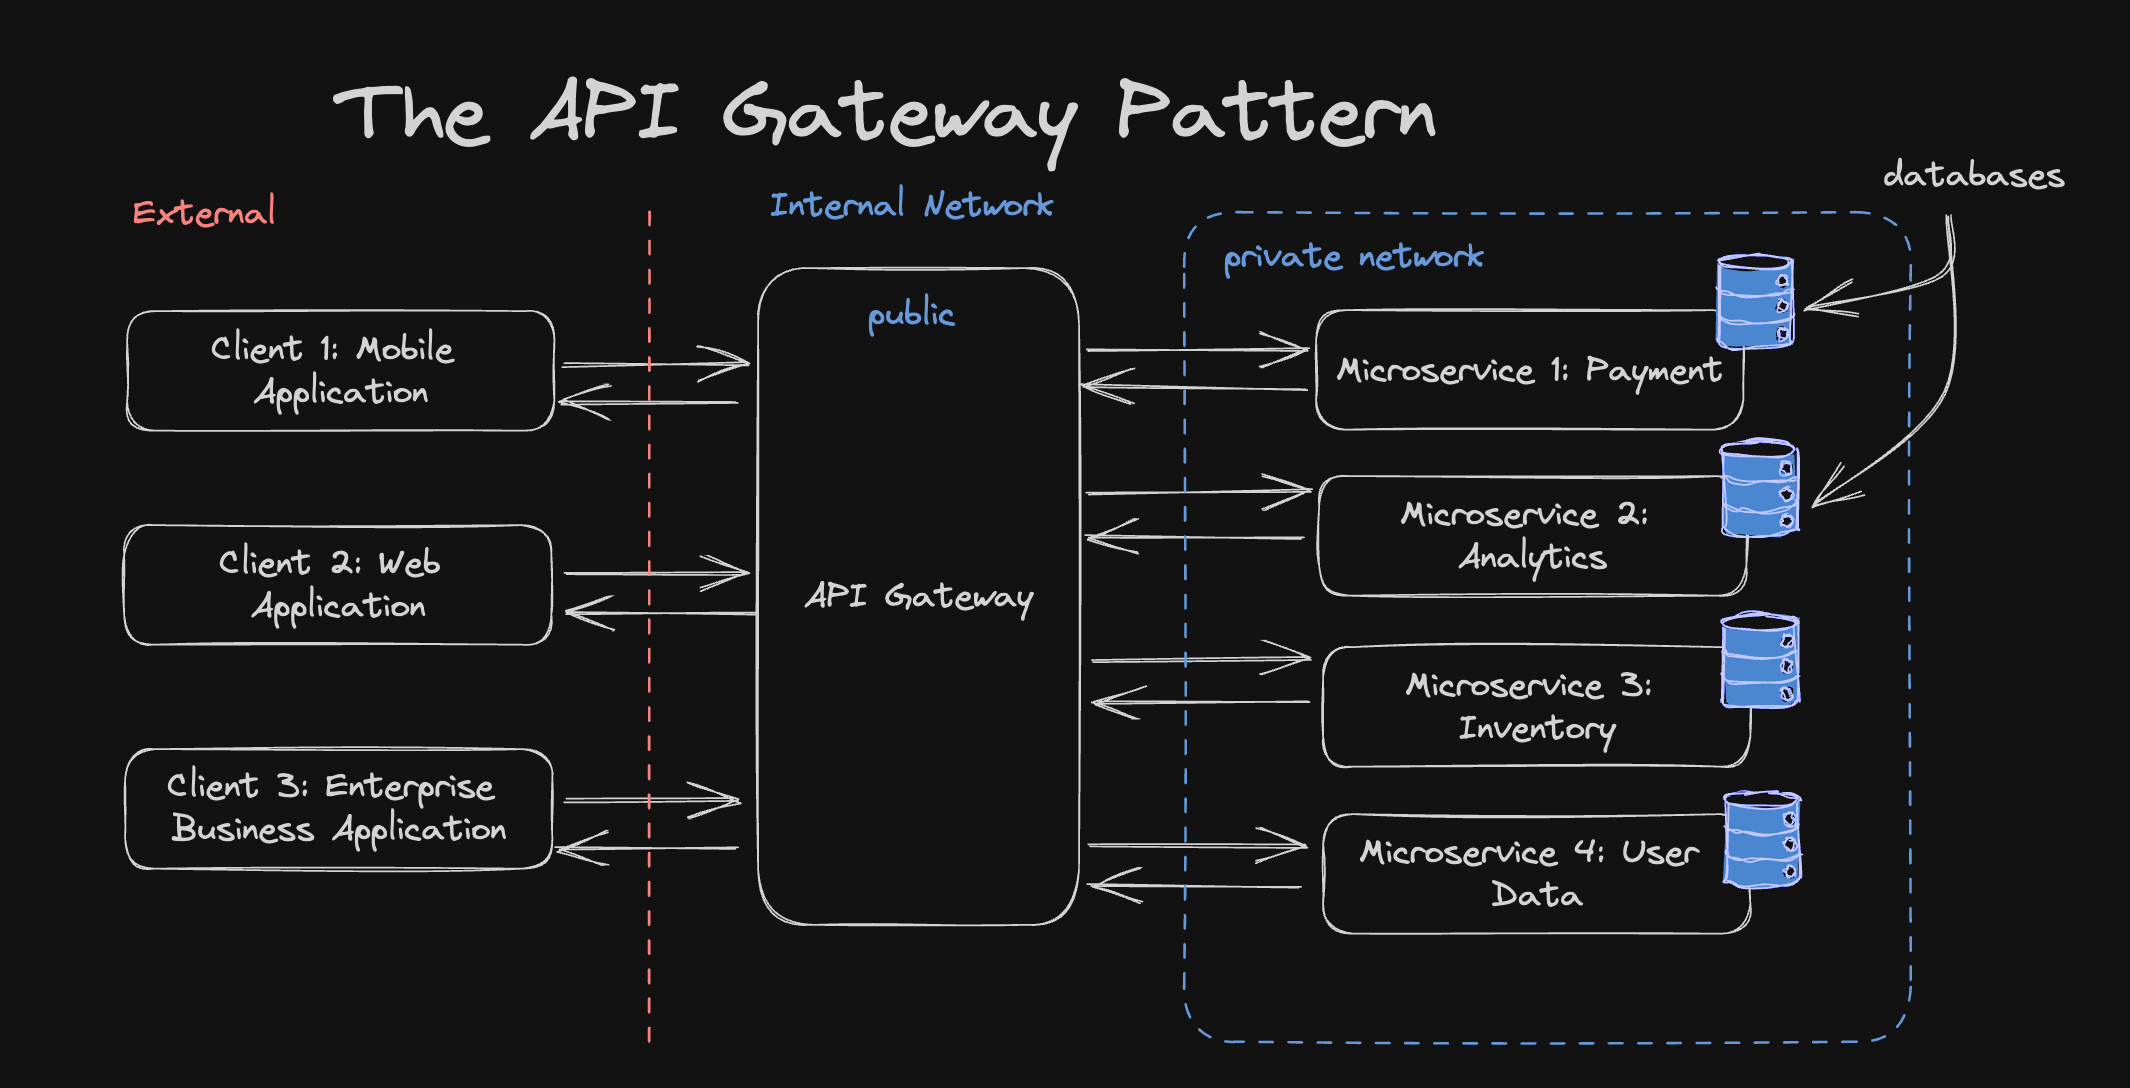 The API Gateway Pattern
databases
External
Internal Network
private network
public
Client 1: Mobile
Application
Microservice 1: Payment
Client 2: Web
Application
API Gateway
Microservice 2:
Analytics
Microservice 3:
Inventory
Client 3: Enterprise
Business Application
Microservice 4: User
Data